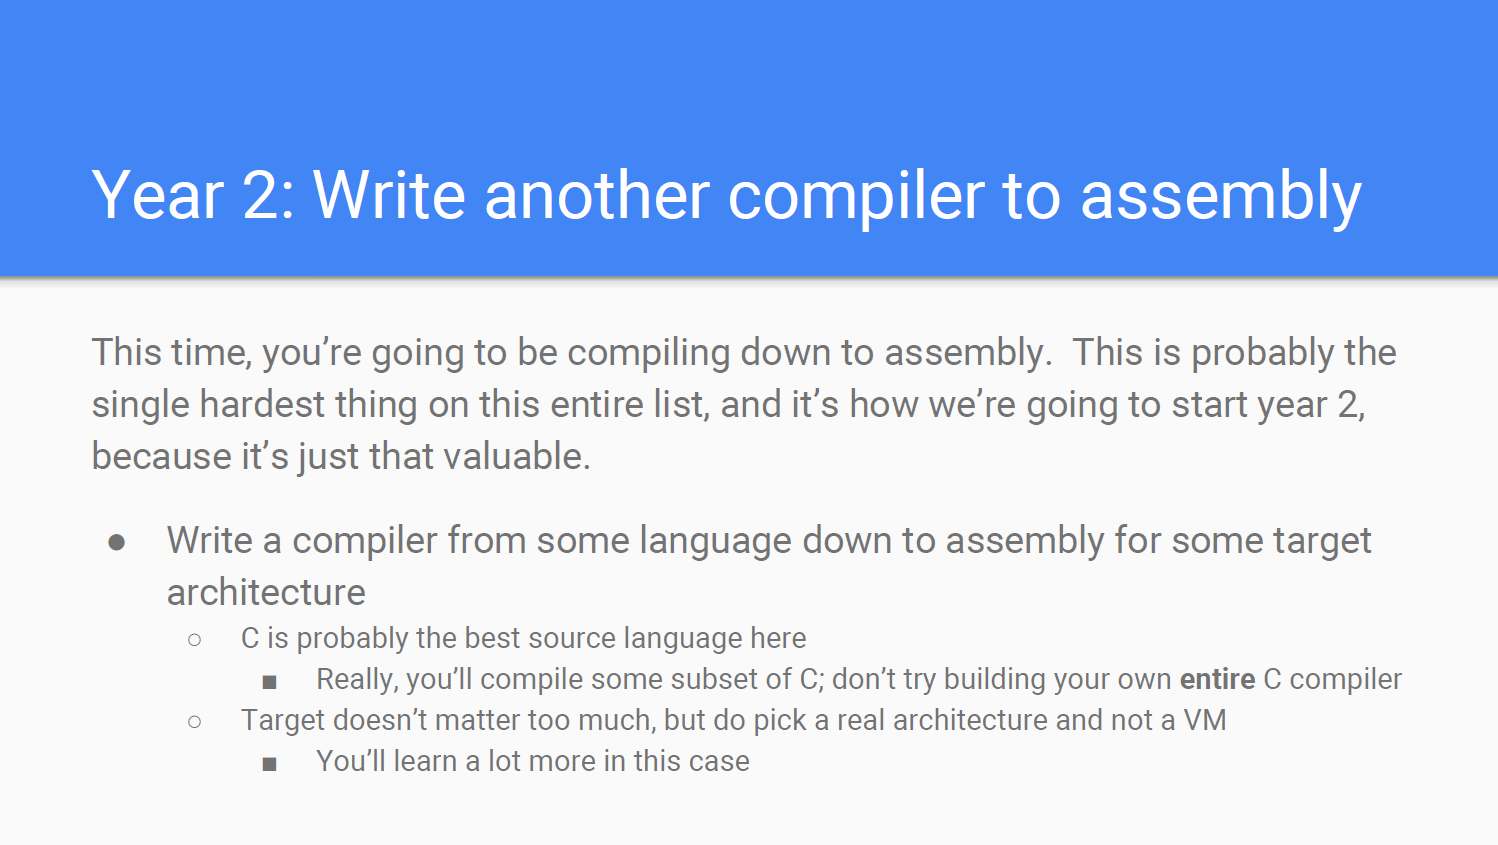 Year 2: Write another compiler to assembly
This time, you’re going to be compiling down to assembly.  This is probably the
single hardest thing on this entire list, and it’s how we’re going to start year 2,
because it’s just that valuable.
● Write a compiler from some language down to assembly for some target
architecture
○ C is probably the best source language here
■ Really, you’ll compile some subset of C; don’t try building your own entire C compiler
○ Target doesn’t matter too much, but do pick a real architecture and not a VM
■ You’ll learn a lot more in this case